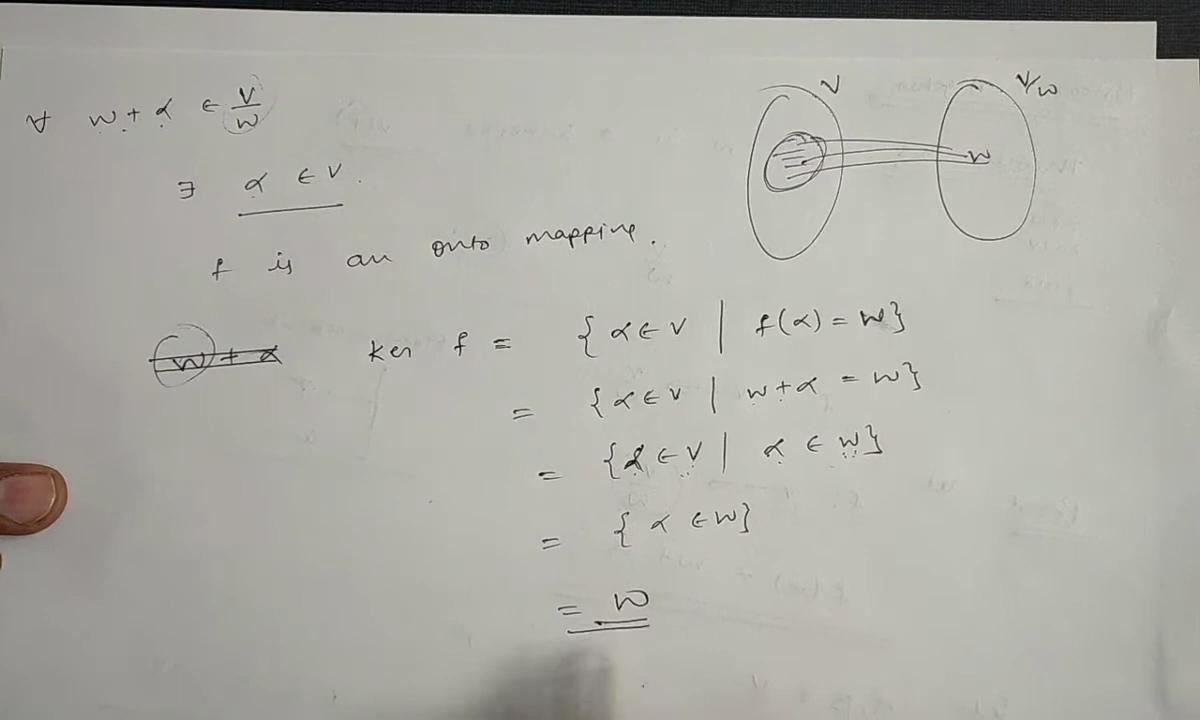 ∀ w + α ∈ V/w
∃ α ∈ V.
f is an onto mapping.
w + α
ker f = {α ∈ V | f(α) = w}
= {α ∈ V | w + α = w}
= {α ∈ V | α ∈ w}
= {α ∈ w}
= w
V
V/w
w